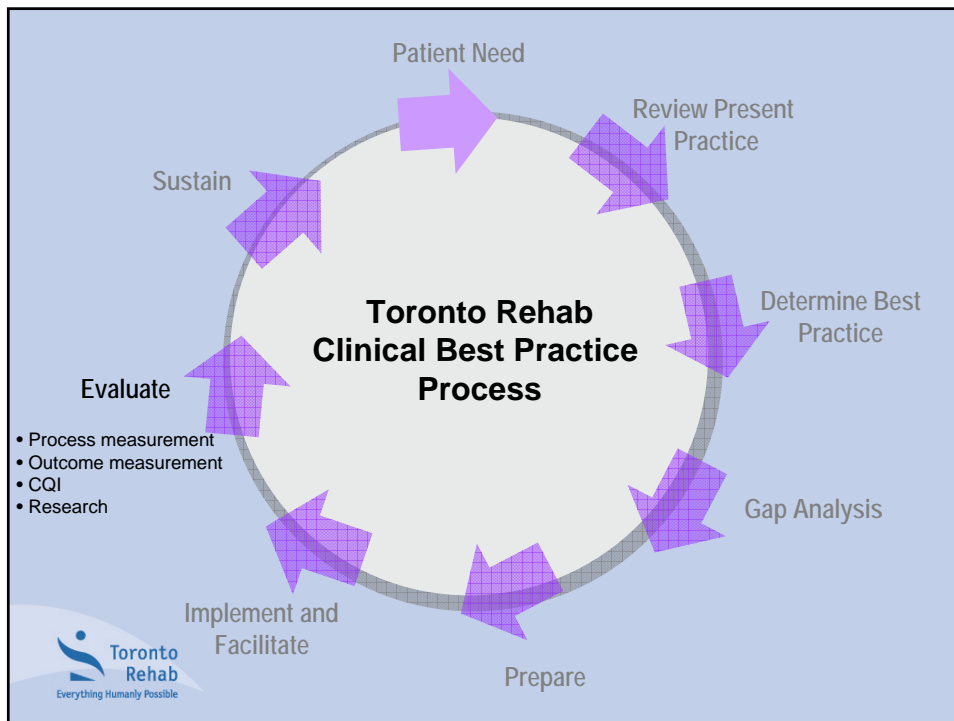 Patient Need
Review Present
Practice
Sustain
Determine Best
Practice
Toronto Rehab
Clinical Best Practice
Process
Evaluate
• Process measurement
• Outcome measurement
• CQI
• Research
Gap Analysis
Implement and
Facilitate
Prepare
Toronto
Rehab
Everything Humanly Possible